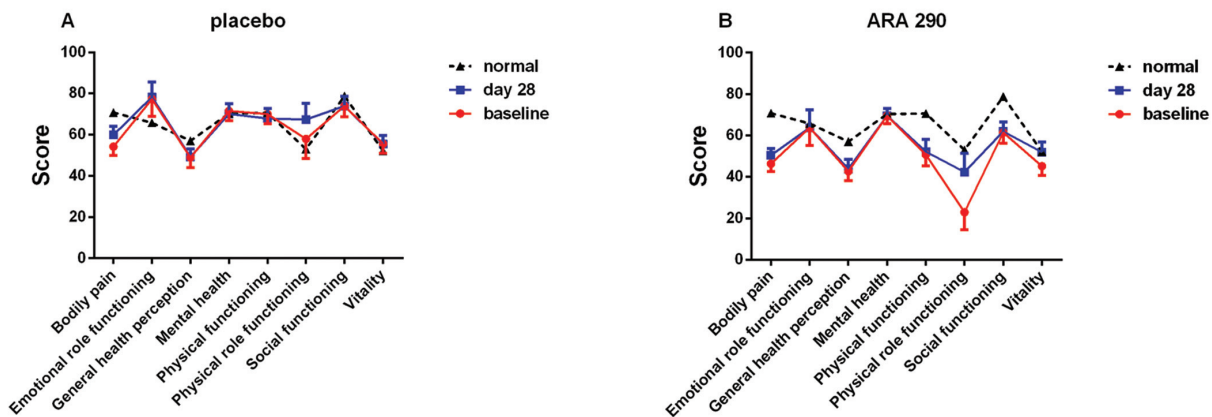 A
placebo
100
80
60
40
20
0
Score
normal
day 28
baseline
Bodily pain
Emotional role functioning
General health perception
Mental health
Physical functioning
Physical role functioning
Social functioning
Vitality
B
ARA 290
100
80
60
40
20
0
Score
normal
day 28
baseline
Bodily pain
Emotional role functioning
General health perception
Mental health
Physical functioning
Physical role functioning
Social functioning
Vitality